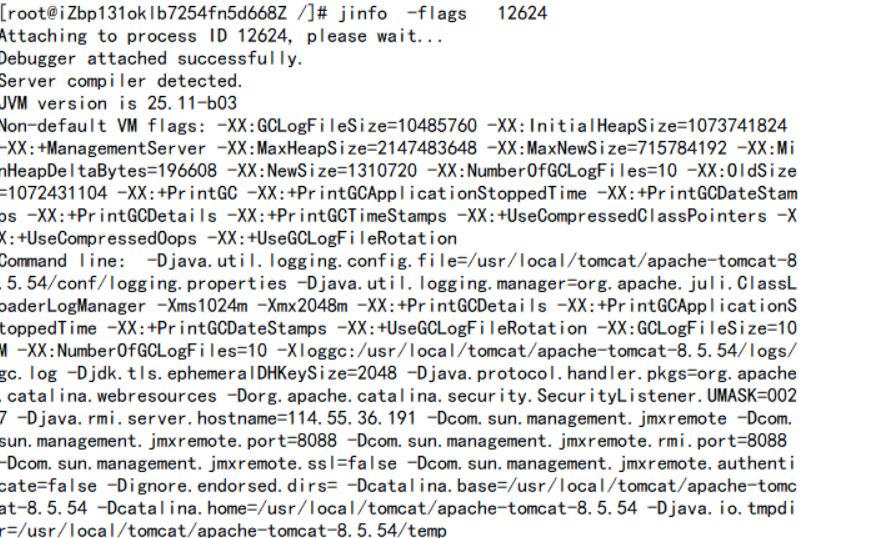 [root@iZbp131oklb7254fn5d668Z /]# jinfo -flags 12624
Attaching to process ID 12624, please wait...
Debugger attached successfully.
Server compiler detected.
JVM version is 25.11-b03
Non-default VM flags: -XX:GCLogFileSize=10485760 -XX:InitialHeapSize=1073741824
-XX:+ManagementServer -XX:MaxHeapSize=2147483648 -XX:MaxNewSize=715784192 -XX:Mi
nHeapDeltaBytes=196608 -XX:NewSize=1310720 -XX:NumberOfGCLogFiles=10 -XX:OldSize
=1072431104 -XX:+PrintGC -XX:+PrintGCApplicationStoppedTime -XX:+PrintGCDateStam
ps -XX:+PrintGCDetails -XX:+PrintGCTimeStamps -XX:+UseCompressedClassPointers -X
X:+UseCompressedOops -XX:+UseGCLogFileRotation
Command line: -Djava.util.logging.config.file=/usr/local/tomcat/apache-tomcat-8
.5.54/conf/logging.properties -Djava.util.logging.manager=org.apache.juli.ClassL
oaderLogManager -Xms1024m -Xmx2048m -XX:+PrintGCDetails -XX:+PrintGCApplicationS
toppedTime -XX:+PrintGCDateStamps -XX:+UseGCLogFileRotation -XX:GCLogFileSize=10
M -XX:NumberOfGCLogFiles=10 -Xloggc:/usr/local/tomcat/apache-tomcat-8.5.54/logs/
gc.log -Djdk.tls.ephemeralDHKeySize=2048 -Djava.protocol.handler.pkgs=org.apache
.catalina.webresources -Dorg.apache.catalina.security.SecurityListener.UMASK=002
7 -Djava.rmi.server.hostname=114.55.36.191 -Dcom.sun.management.jmxremote -Dcom.
sun.management.jmxremote.port=8088 -Dcom.sun.management.jmxremote.rmi.port=8088
-Dcom.sun.management.jmxremote.ssl=false -Dcom.sun.management.jmxremote.authenti
cate=false -Dignore.endorsed.dirs= -Dcatalina.base=/usr/local/tomcat/apache-tomc
at-8.5.54 -Dcatalina.home=/usr/local/tomcat/apache-tomcat-8.5.54 -Djava.io.tmpdi
r=/usr/local/tomcat/apache-tomcat-8.5.54/temp